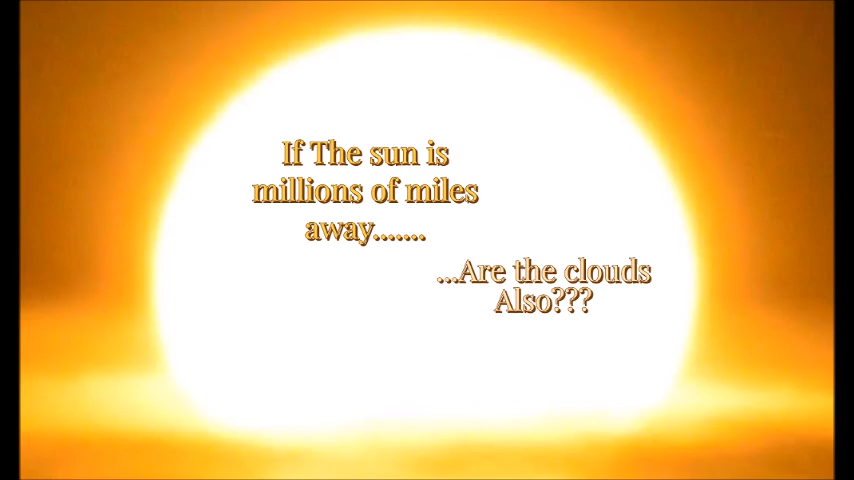 If The sun is
millions of miles
away.......
...Are the clouds
Also???